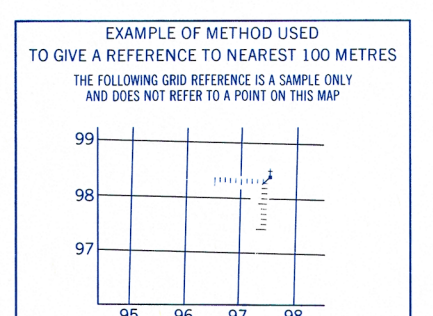 EXAMPLE OF METHOD USED
TO GIVE A REFERENCE TO NEAREST 100 METRES
THE FOLLOWING GRID REFERENCE IS A SAMPLE ONLY
AND DOES NOT REFER TO A POINT ON THIS MAP
99
98
97
95 96 97 98